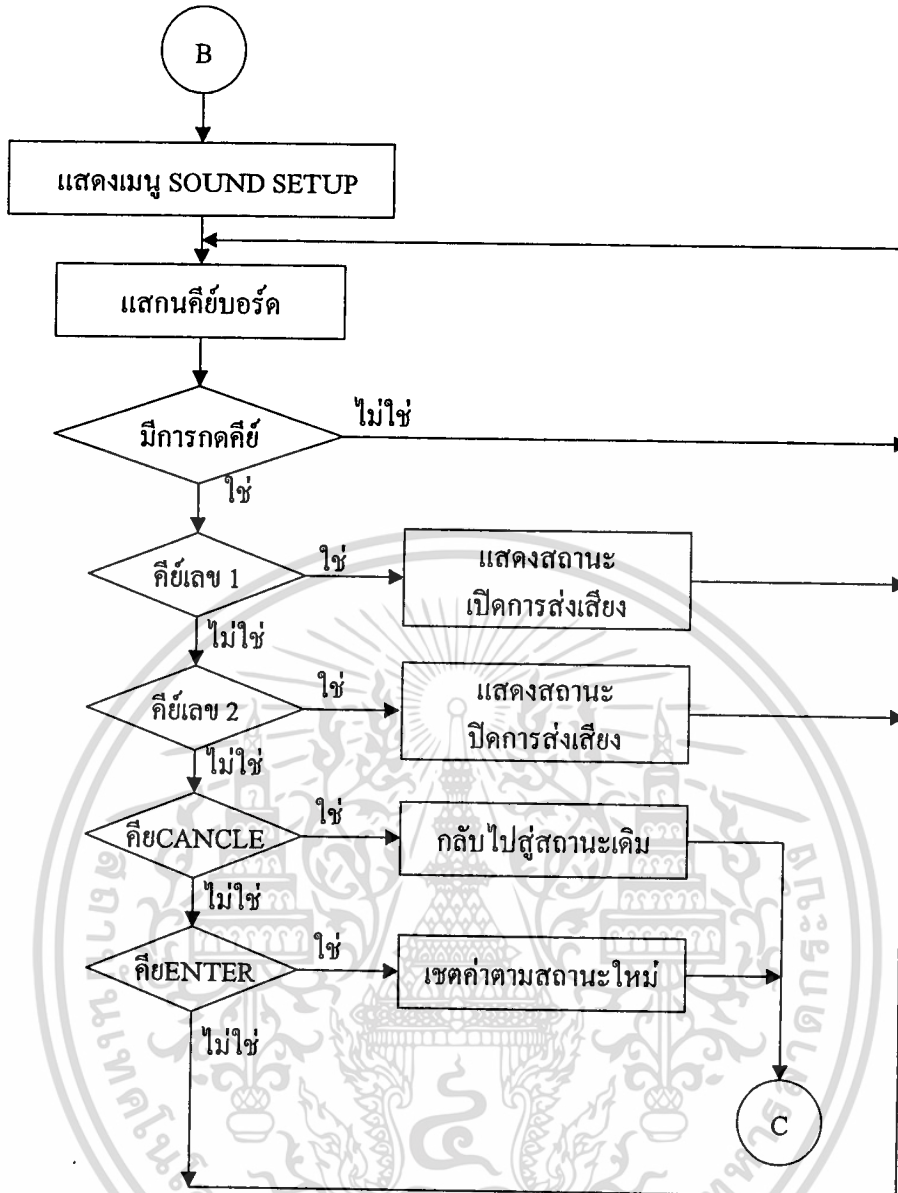 B
แสดงเมนู SOUND SETUP
แสกนคีย์บอร์ด
มีการกดคีย์
ไม่ใช่
ใช่
คีย์เลข 1
ใช่
แสดงสถานะ
เปิดการส่งเสียง
ไม่ใช่
คีย์เลข 2
ใช่
แสดงสถานะ
ปิดการส่งเสียง
ไม่ใช่
คียCANCLE
ใช่
กลับไปสู่สถานะเดิม
ไม่ใช่
คียENTER
ใช่
เซตค่าตามสถานะใหม่
ไม่ใช่
C